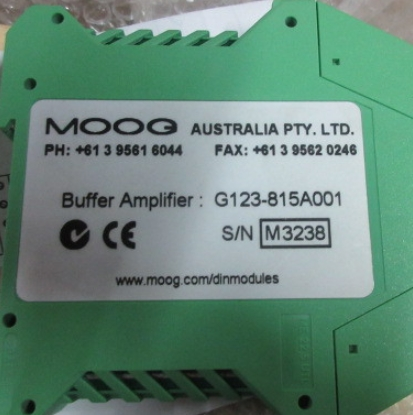 MOOG AUSTRALIA PTY. LTD.
PH: +61 3 9561 6044 FAX: +61 3 9562 0246
Buffer Amplifier : G123-815A001
CE S/N M3238
www.moog.com/dinmodules